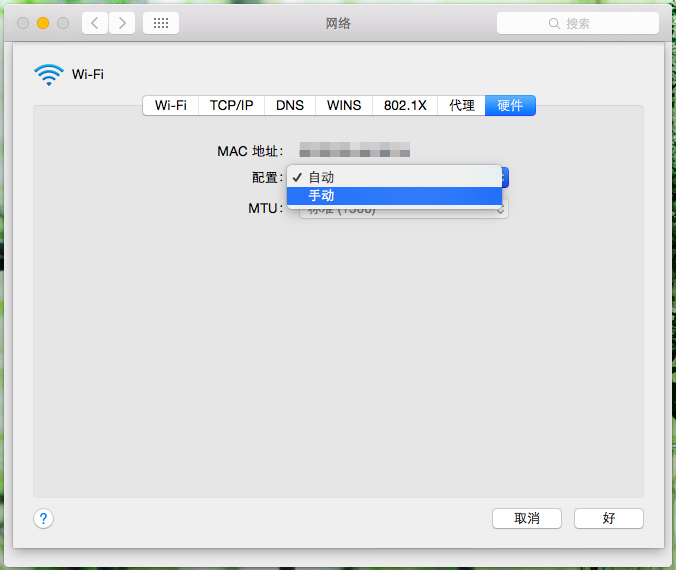 网络
搜索
Wi-Fi
Wi-Fi TCP/IP DNS WINS 802.1X 代理 硬件
MAC 地址:
配置: ✓ 自动
手动
MTU: 标准 (1500)
? 取消 好